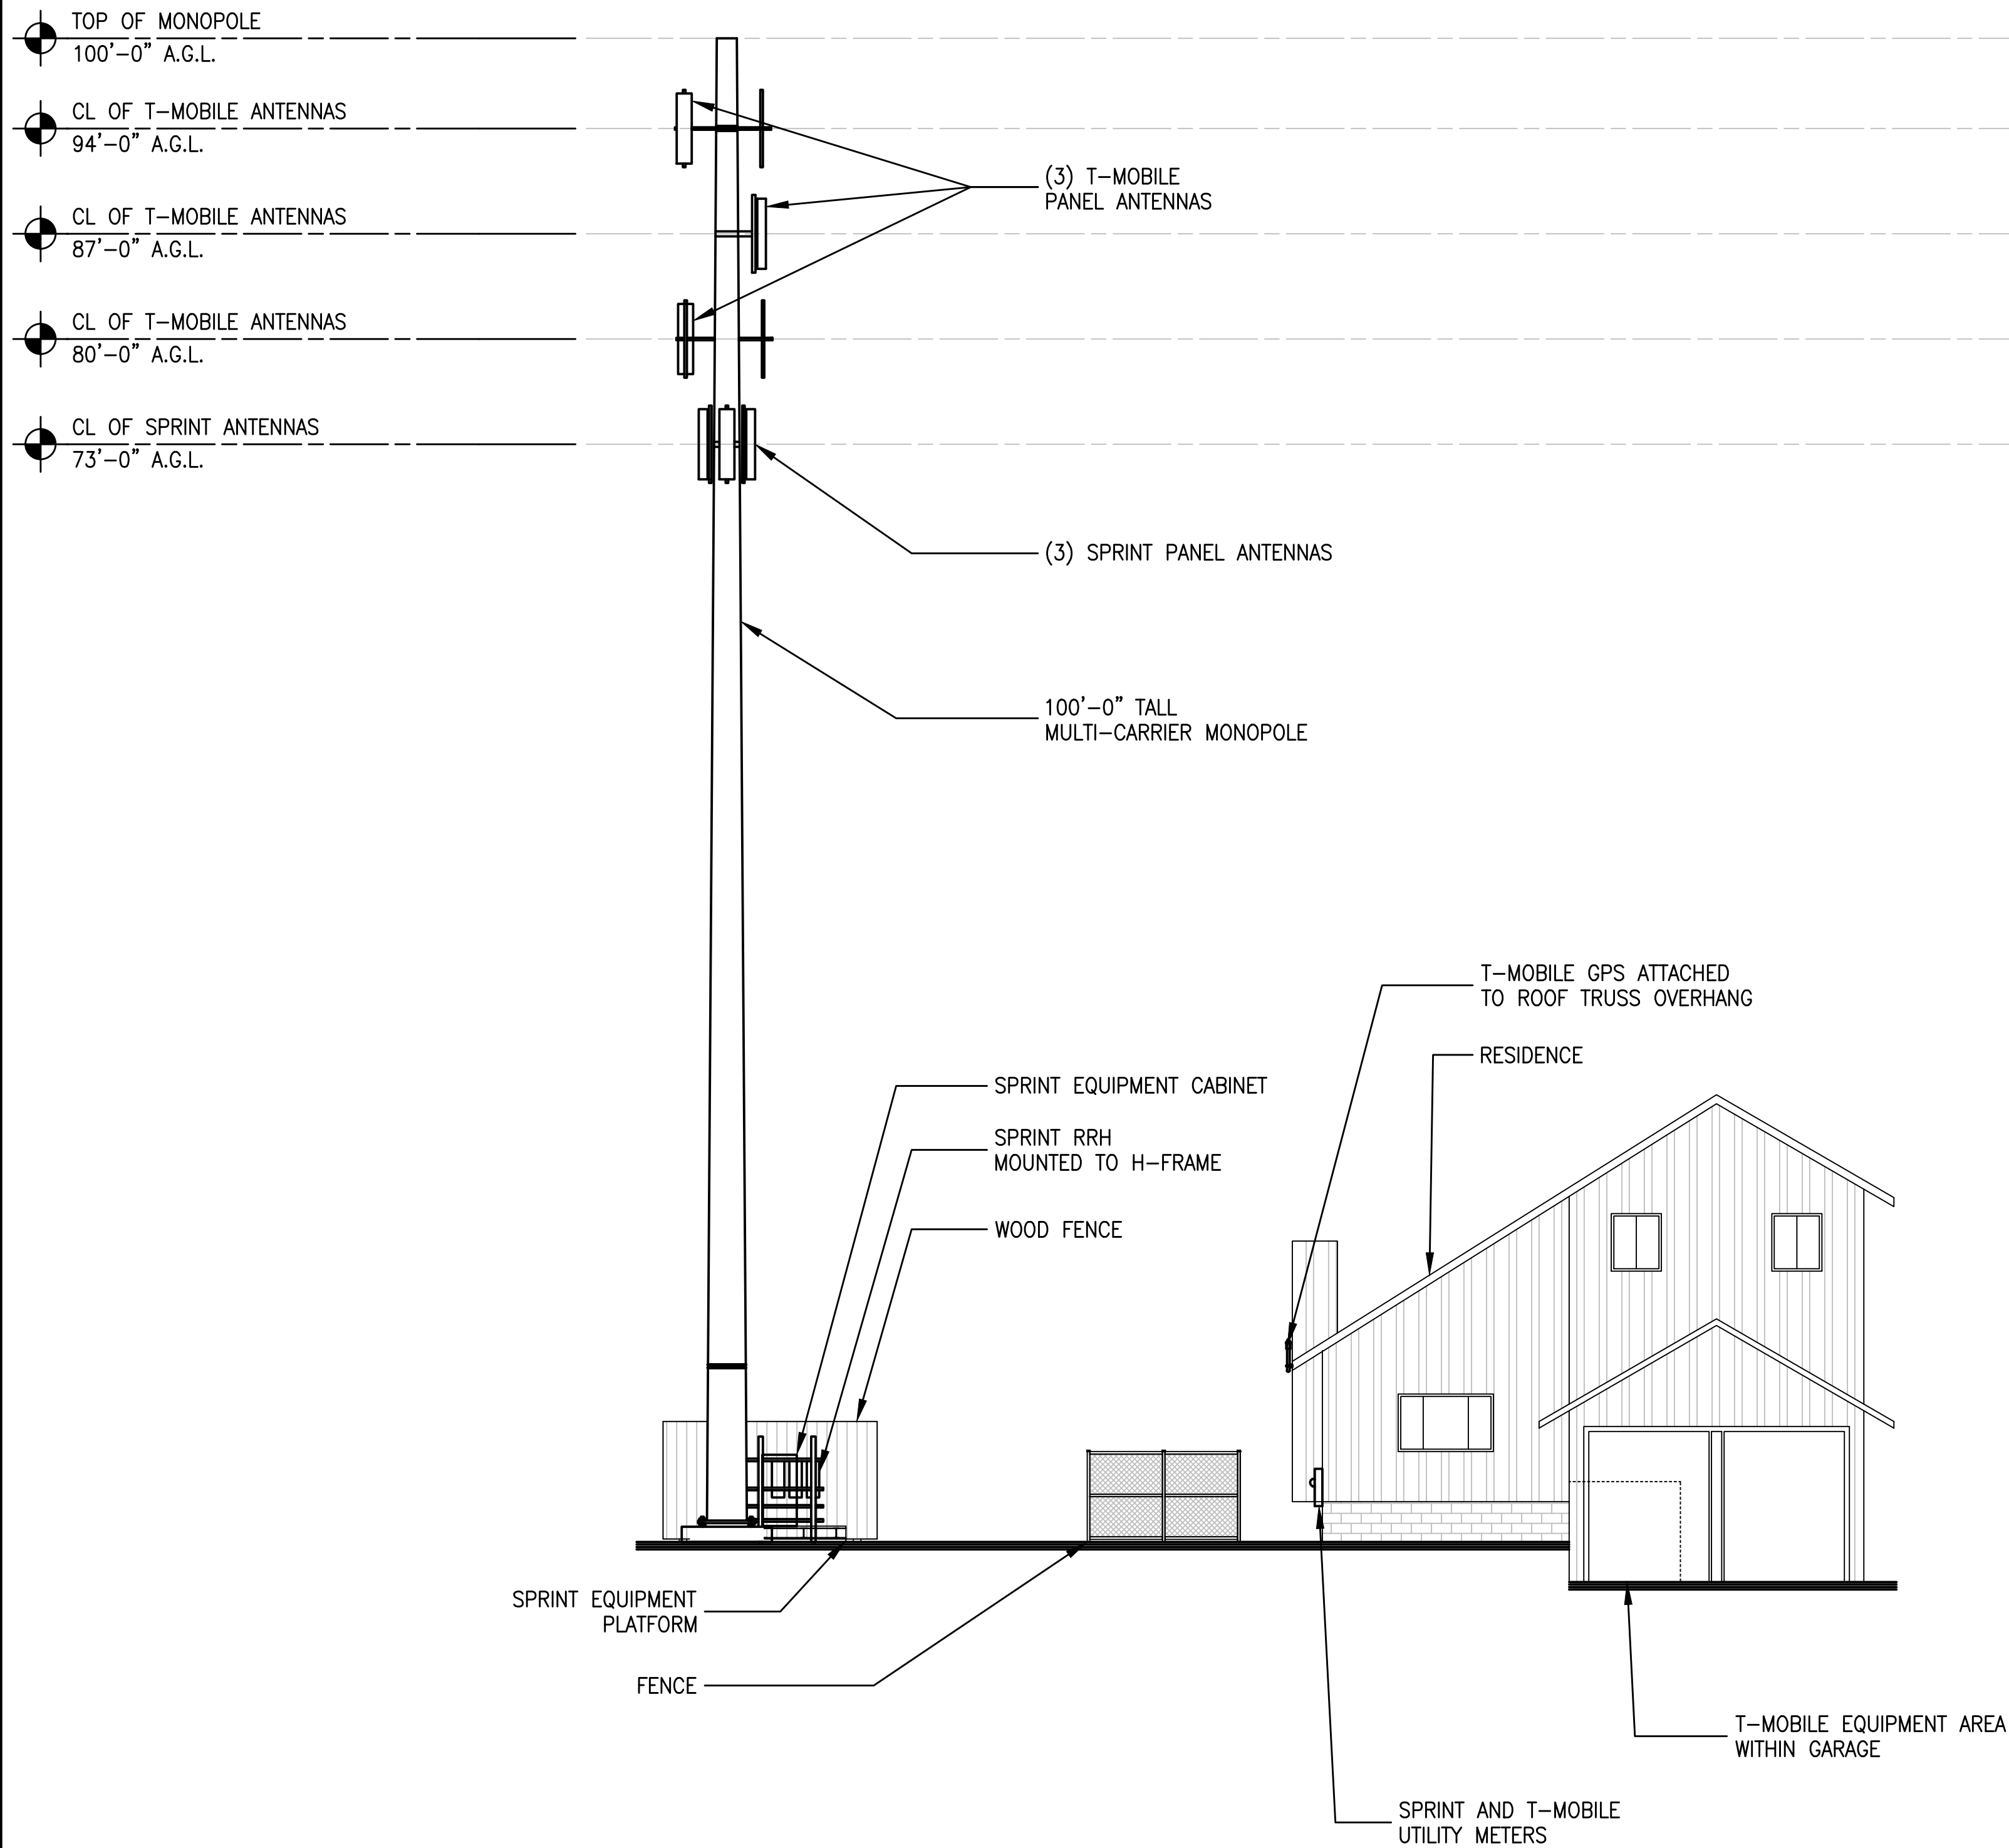 TOP OF MONOPOLE
100'-0" A.G.L.
CL OF T-MOBILE ANTENNAS
94'-0" A.G.L.
CL OF T-MOBILE ANTENNAS
87'-0" A.G.L.
CL OF T-MOBILE ANTENNAS
80'-0" A.G.L.
CL OF SPRINT ANTENNAS
73'-0" A.G.L.
(3) T-MOBILE
PANEL ANTENNAS
(3) SPRINT PANEL ANTENNAS
100'-0" TALL
MULTI-CARRIER MONOPOLE
T-MOBILE GPS ATTACHED
TO ROOF TRUSS OVERHANG
RESIDENCE
SPRINT EQUIPMENT CABINET
SPRINT RRH
MOUNTED TO H-FRAME
WOOD FENCE
SPRINT EQUIPMENT
PLATFORM
FENCE
T-MOBILE EQUIPMENT AREA
WITHIN GARAGE
SPRINT AND T-MOBILE
UTILITY METERS